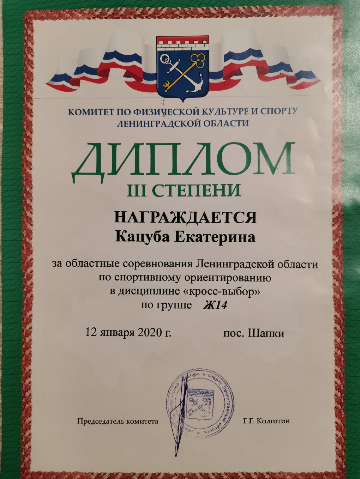 КОМИТЕТ ПО ФИЗИЧЕСКОЙ КУЛЬТУРЕ И СПОРТУ
ЛЕНИНГРАДСКОЙ ОБЛАСТИ
ДИПЛОМ
III СТЕПЕНИ
НАГРАЖДАЕТСЯ
Кацуба Екатерина
за областные соревнования Ленинградской области
по спортивному ориентированию
в дисциплине «кросс-выбор»
по группе Ж14
12 января 2020 г. пос. Шапки
Председатель комитета Г.Г. Колготин